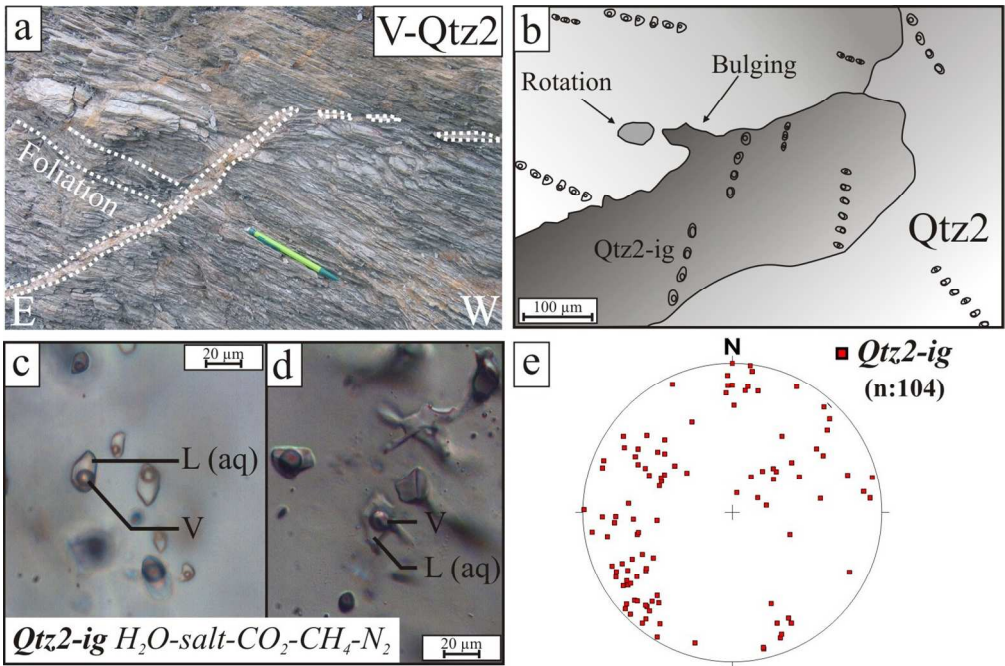 a
V-Qtz2
Foliation
E
W
b
Rotation
Bulging
Qtz2-ig
Qtz2
100 µm
c
20 µm
L (aq)
V
d
V
L (aq)
20 µm
Qtz2-ig H₂O-salt-CO₂-CH₄-N₂
e
N
Qtz2-ig
(n:104)